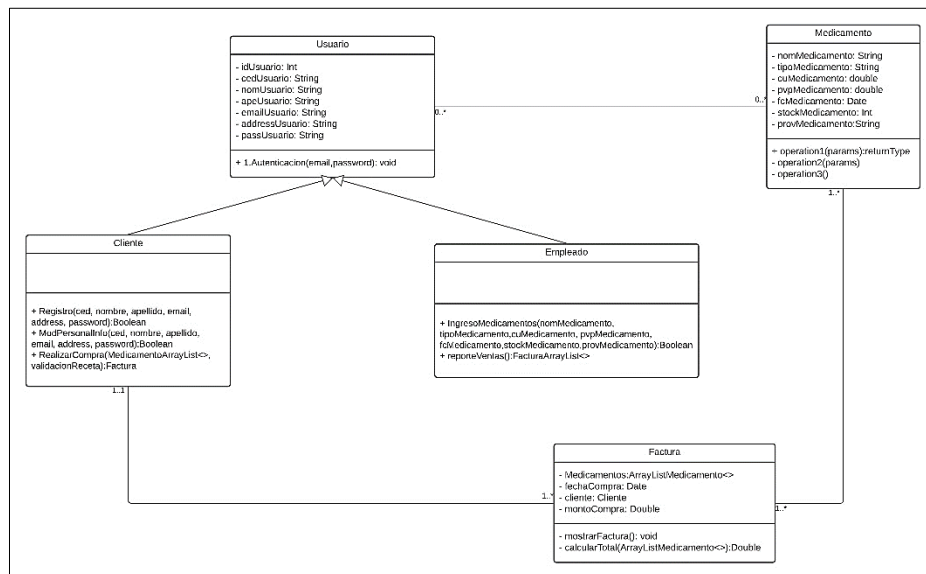 Usuario
- idUsuario: Int
- cedUsuario: String
- nomUsuario: String
- apeUsuario: String
- emailUsuario: String
- addressUsuario: String
- passUsuario: String
+ 1.Autenticacion(email,password): void
0..*
0..*
Medicamento
- nomMedicamento: String
- tipoMedicamento: String
- cuMedicamento: double
- pvpMedicamento: double
- fcMedicamento: Date
- stockMedicamento: Int
- provMedicamento:String
+ operation1(params):returnType
- operation2(params)
- operation3()
1..*
Cliente
+ Registro(ced, nombre, apellido, email,
address, password):Boolean
+ ModPersonalInfo(ced, nombre, apellido,
email, address, password):Boolean
+ RealizarCompra(MedicamentoArrayList<>,
validacionReceta):Factura
1..1
Empleado
+ IngresoMedicamentos(nomMedicamento,
tipoMedicamento,cuMedicamento, pvpMedicamento,
fcMedicamento,stockMedicamento,provMedicamento):Boolean
+ reporteVentas():FacturaArrayList<>
Factura
- Medicamentos:ArrayListMedicamento<>
- fechaCompra: Date
- cliente: Cliente
- montoCompra: Double
- mostrarFactura(): void
- calcularTotal(ArrayListMedicamento<>):Double
1..*
1..*